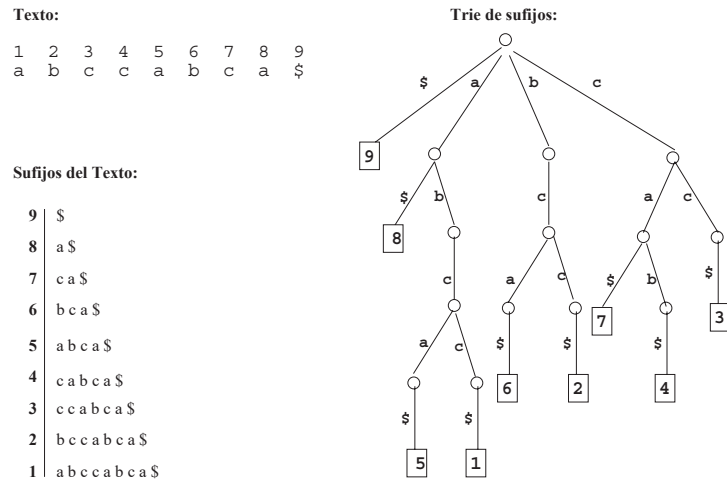 Texto:
1 2 3 4 5 6 7 8 9
a b c c a b c a $
Sufijos del Texto:
9 $
8 a $
7 c a $
6 b c a $
5 a b c a $
4 c a b c a $
3 c c a b c a $
2 b c c a b c a $
1 a b c c a b c a $
Trie de sufijos:
$ a b c
9
$ b c a c
8
c a c $ b $
7 3
a c $ $ $
6 2 4
$ $
5 1